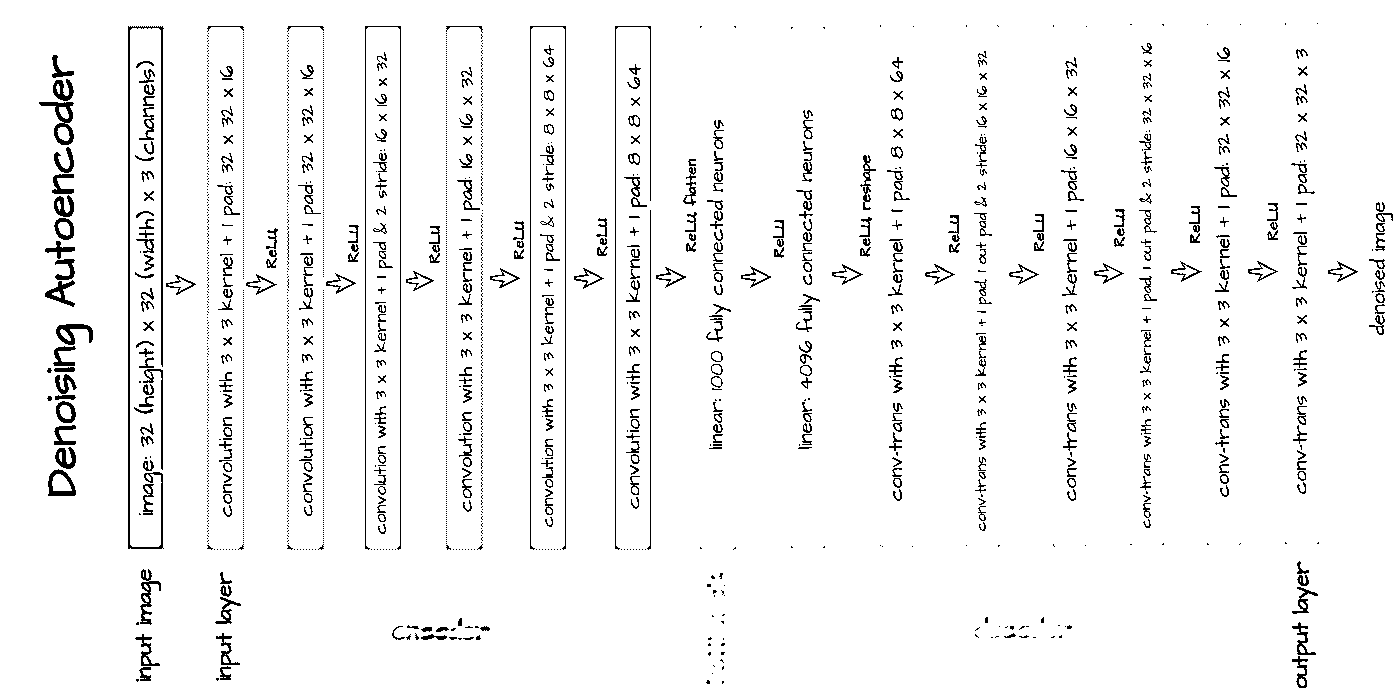 Denoising Autoencoder
input image
image: 32 (height) x 32 (width) x 3 (channels)
input layer
convolution with 3 x 3 kernel + 1 pad: 32 x 32 x 16
ReLU
convolution with 3 x 3 kernel + 1 pad: 32 x 32 x 16
ReLU
convolution with 3 x 3 kernel + 1 pad & 2 stride: 16 x 16 x 32
ReLU
convolution with 3 x 3 kernel + 1 pad: 16 x 16 x 32
ReLU
convolution with 3 x 3 kernel + 1 pad & 2 stride: 8 x 8 x 64
ReLU
convolution with 3 x 3 kernel + 1 pad: 8 x 8 x 64
encoder
ReLU, flatten
linear: 1000 fully connected neurons
ReLU
linear: 4096 fully connected neurons
ReLU, reshape
conv-trans with 3 x 3 kernel + 1 pad: 8 x 8 x 64
ReLU
conv-trans with 3 x 3 kernel + 1 pad, 1 out pad & 2 stride: 16 x 16 x 32
ReLU
conv-trans with 3 x 3 kernel + 1 pad: 16 x 16 x 32
ReLU
conv-trans with 3 x 3 kernel + 1 pad, 1 out pad & 2 stride: 32 x 32 x 16
ReLU
conv-trans with 3 x 3 kernel + 1 pad: 32 x 32 x 16
decoder
ReLU
output layer
conv-trans with 3 x 3 kernel + 1 pad: 32 x 32 x 3
denoised image